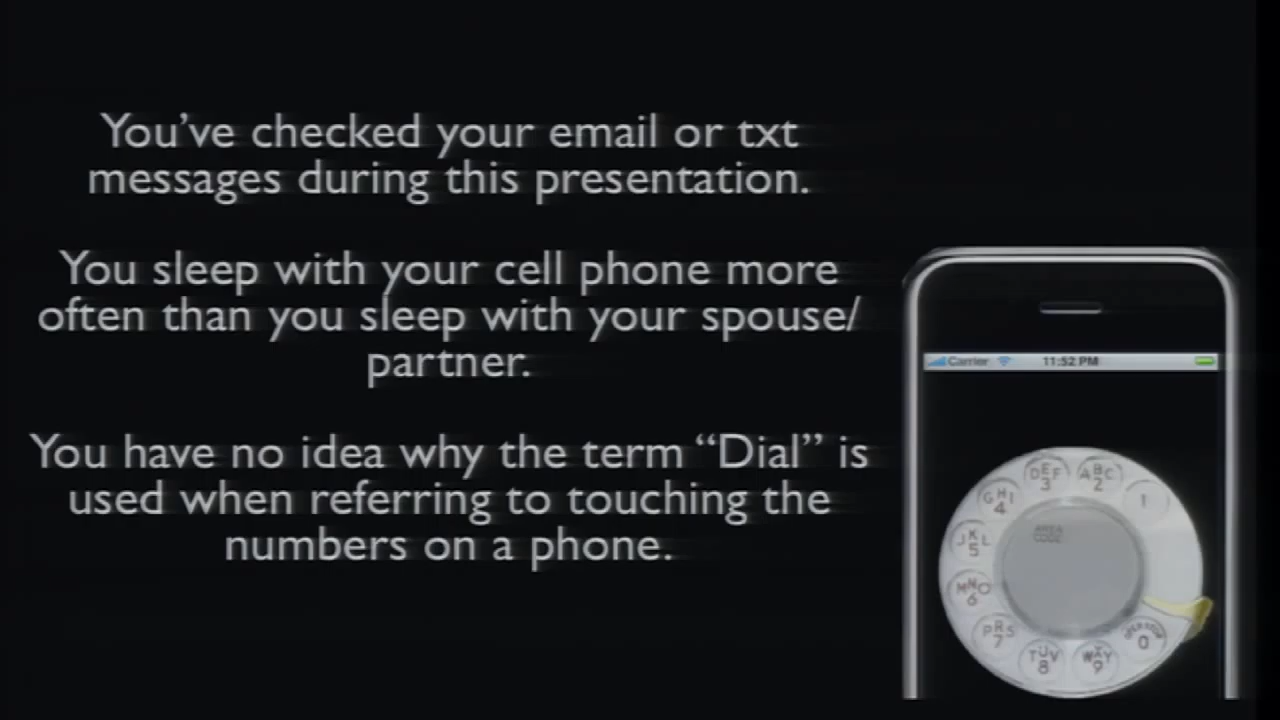 You've checked your email or txt
messages during this presentation.
You sleep with your cell phone more
often than you sleep with your spouse/
partner.
You have no idea why the term “Dial” is
used when referring to touching the
numbers on a phone.
Carrier 11:52 PM
DEF 3
ABC 2
1
GHI 4
AREA
JKL 5
MNO 6
PRS 7
TUV 8
WXY 9
OPERATOR 0